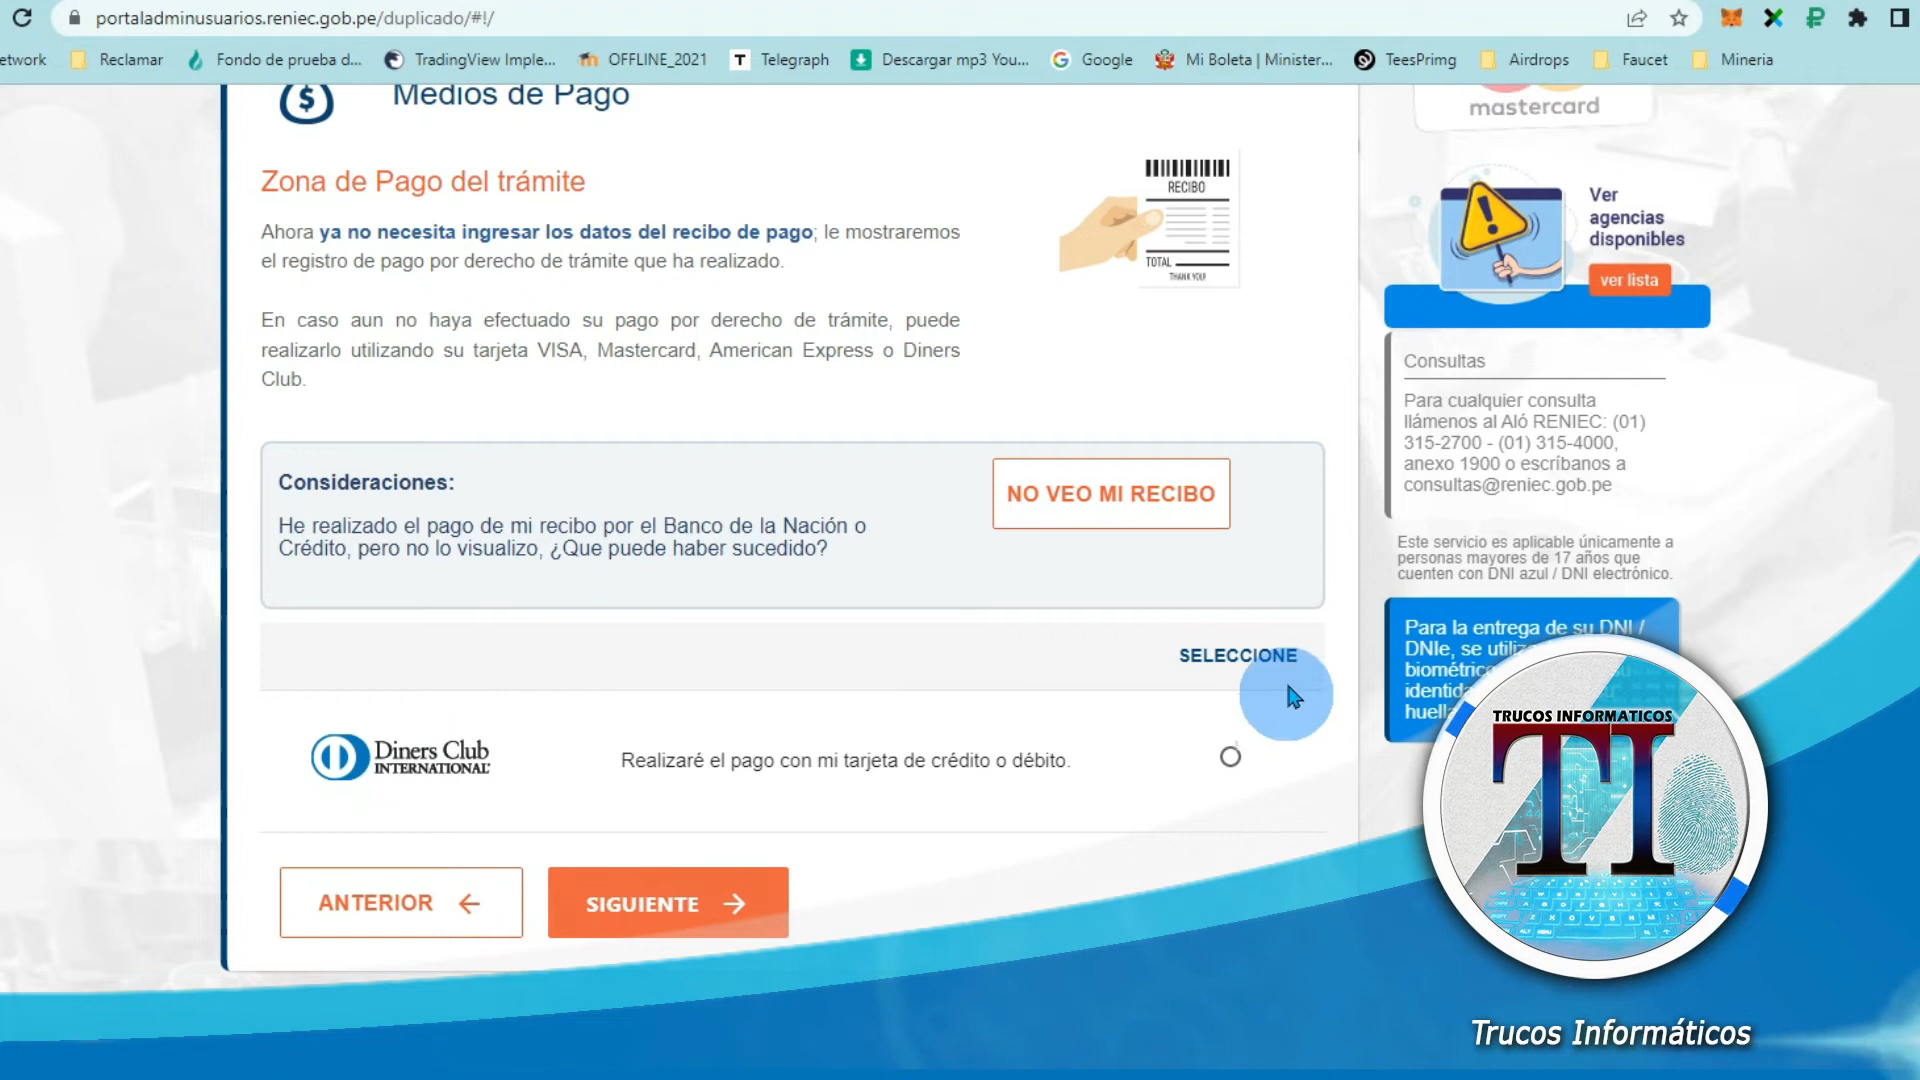 portaladminusuarios.reniec.gob.pe/duplicado/#!/
etwork
Reclamar
Fondo de prueba d...
TradingView Imple...
OFFLINE_2021
T Telegraph
Descargar mp3 You...
Google
Mi Boleta | Minister...
TeesPrimg
Airdrops
Faucet
Mineria
Medios de Pago
Zona de Pago del trámite
Ahora ya no necesita ingresar los datos del recibo de pago; le mostraremos
el registro de pago por derecho de trámite que ha realizado.
En caso aun no haya efectuado su pago por derecho de trámite, puede
realizarlo utilizando su tarjeta VISA, Mastercard, American Express o Diners
Club.
RECIBO
TOTAL
THANK YOU!
Consideraciones:
He realizado el pago de mi recibo por el Banco de la Nación o
Crédito, pero no lo visualizo, ¿Que puede haber sucedido?
NO VEO MI RECIBO
SELECCIONE
Diners Club
INTERNATIONAL
Realizaré el pago con mi tarjeta de crédito o débito.
ANTERIOR
SIGUIENTE
mastercard
Ver
agencias
disponibles
ver lista
Consultas
Para cualquier consulta
llámenos al Aló RENIEC: (01)
315-2700 - (01) 315-4000,
anexo 1900 o escríbanos a
consultas@reniec.gob.pe
Este servicio es aplicable únicamente a
personas mayores de 17 años que
cuenten con DNI azul / DNI electrónico.
Para la entrega de su DNI /
DNIe, se utiliz
biométric
identid
huell
TRUCOS INFORMATICOS
TI
Trucos Informáticos